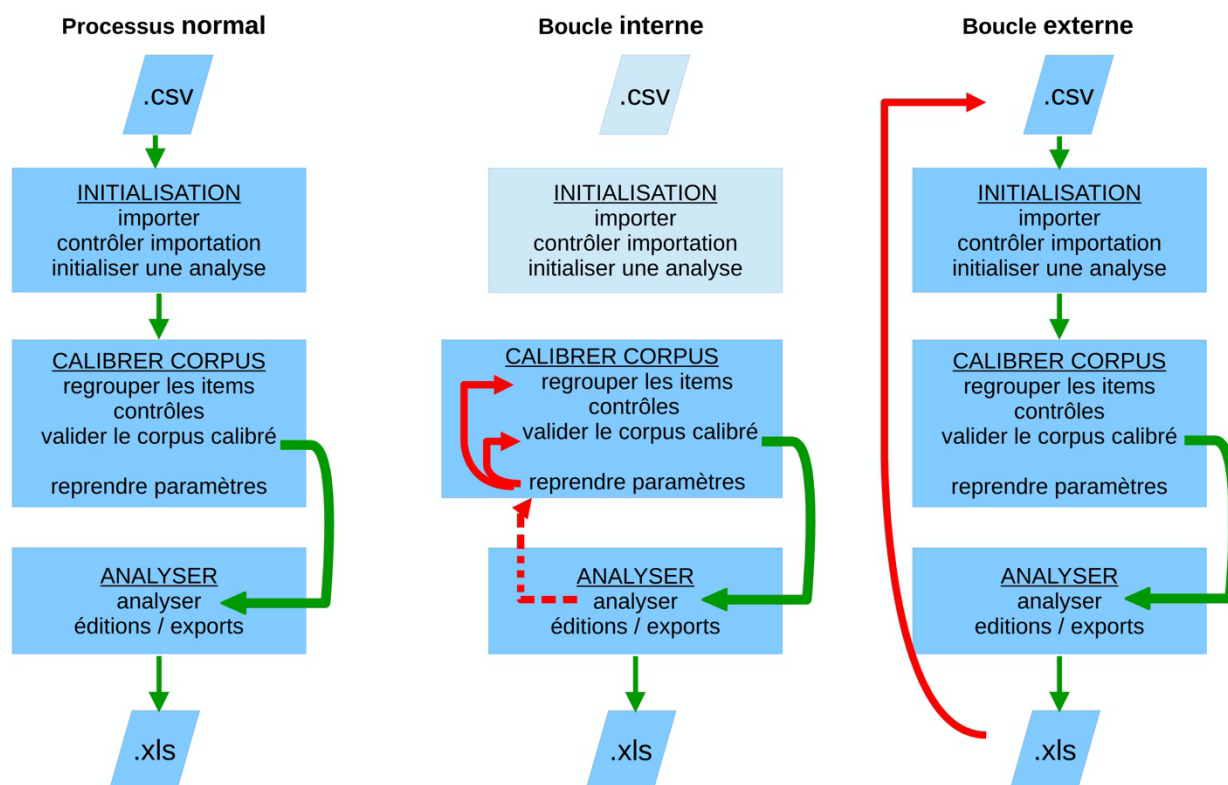 Processus normal
.csv
INITIALISATION
importer
contrôler importation
initialiser une analyse
CALIBRER CORPUS
regrouper les items
contrôles
valider le corpus calibré
reprendre paramètres
ANALYSER
analyser
éditions / exports
.xls
Boucle interne
.csv
INITIALISATION
importer
contrôler importation
initialiser une analyse
CALIBRER CORPUS
regrouper les items
contrôles
valider le corpus calibré
reprendre paramètres
ANALYSER
analyser
éditions / exports
.xls
Boucle externe
.csv
INITIALISATION
importer
contrôler importation
initialiser une analyse
CALIBRER CORPUS
regrouper les items
contrôles
valider le corpus calibré
reprendre paramètres
ANALYSER
analyser
editions / exports
.xls